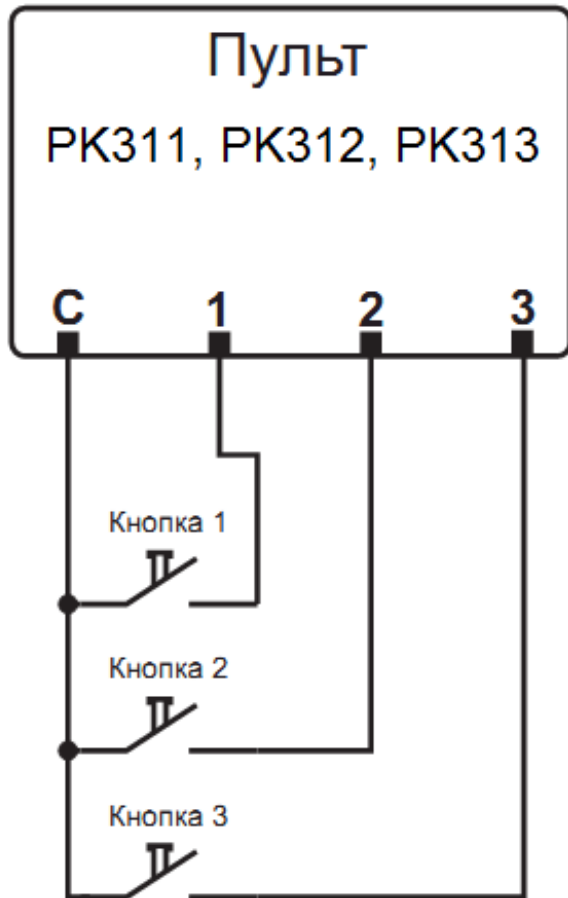 Пульт
PK311, PK312, PK313
C 1 2 3
Кнопка 1
Кнопка 2
Кнопка 3